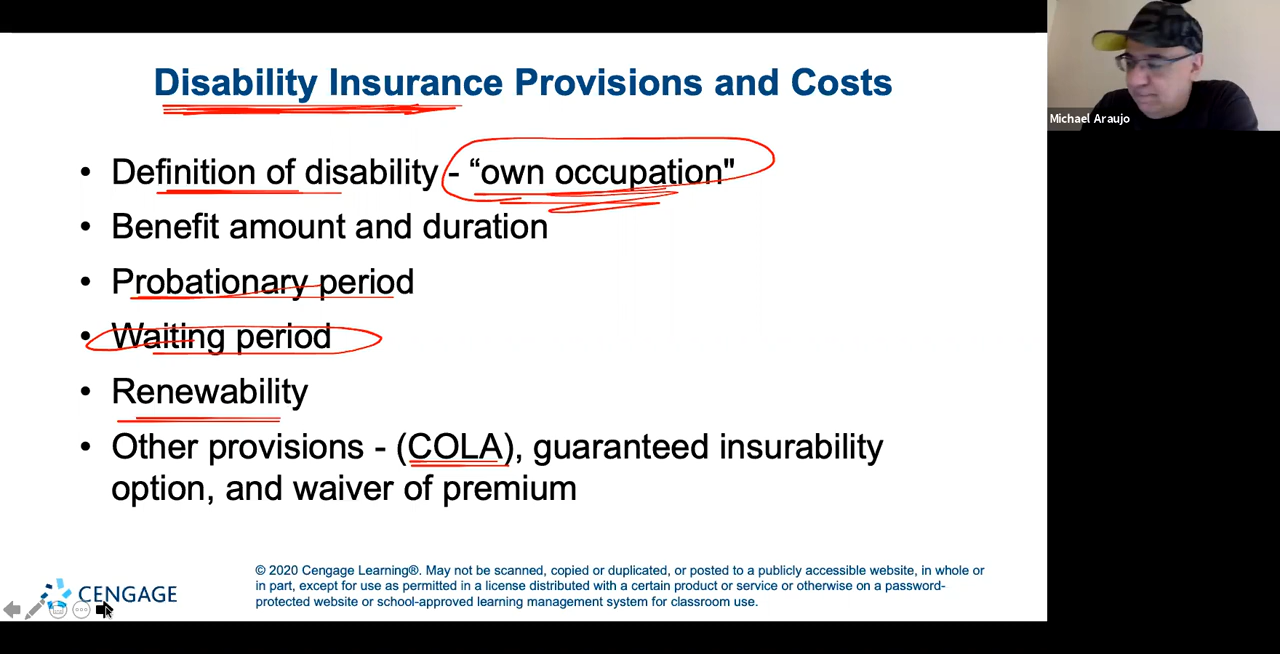 Disability Insurance Provisions and Costs
Michael Araujo
• Definition of disability - “own occupation"
• Benefit amount and duration
• Probationary period
• Waiting period
• Renewability
• Other provisions - (COLA), guaranteed insurability
option, and waiver of premium
CENGAGE
© 2020 Cengage Learning®. May not be scanned, copied or duplicated, or posted to a publicly accessible website, in whole or
in part, except for use as permitted in a license distributed with a certain product or service or otherwise on a password-
protected website or school-approved learning management system for classroom use.